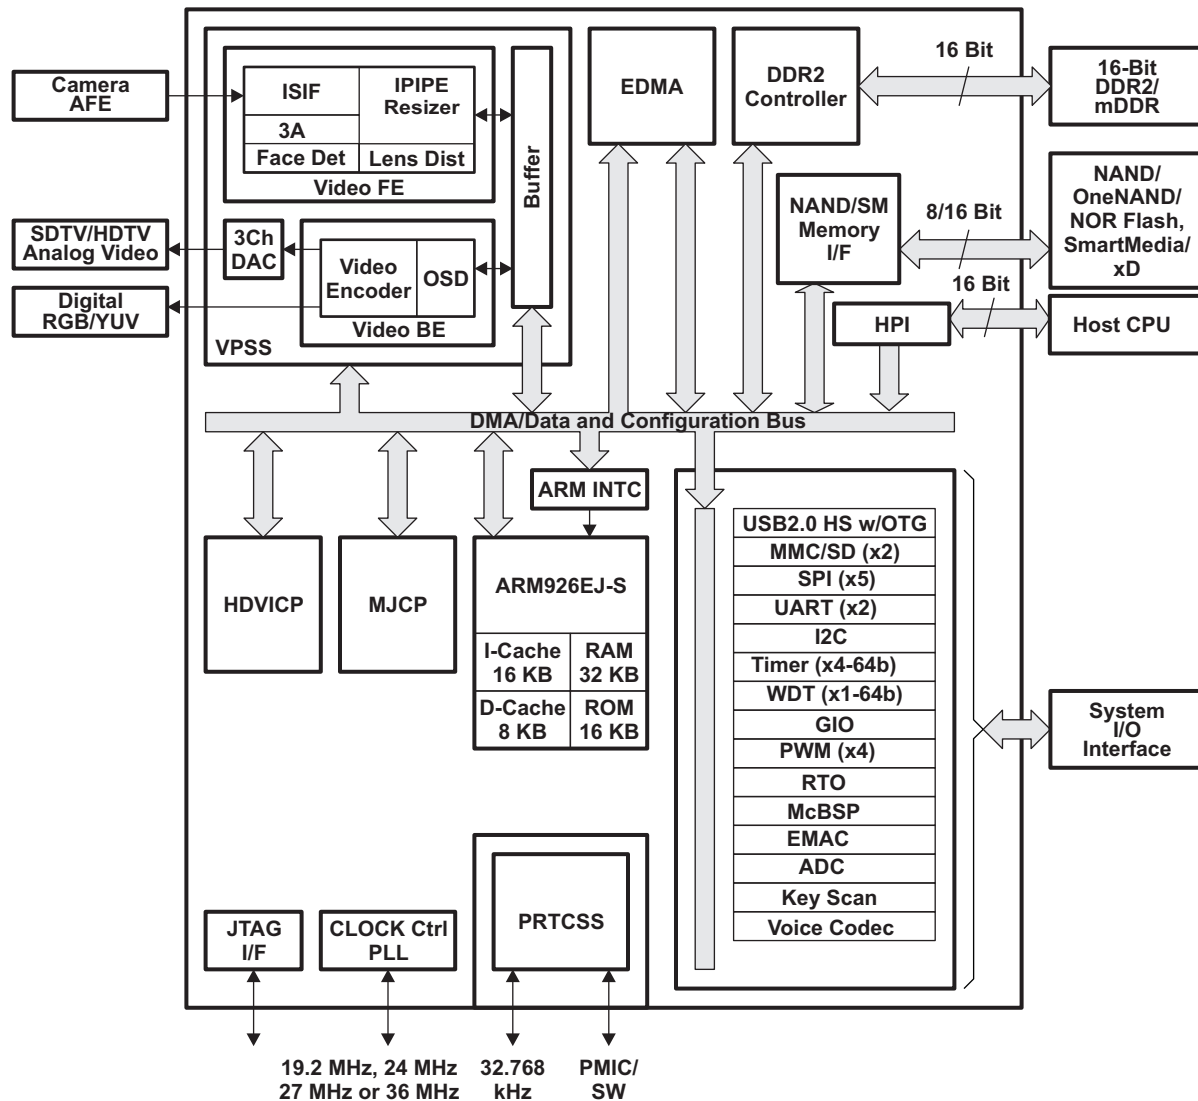 Camera
AFE
ISIF
3A
Face Det
IPIPE
Resizer
Lens Dist
Video FE
Buffer
SDTV/HDTV
Analog Video
3Ch
DAC
Video
Encoder
OSD
Video BE
Digital
RGB/YUV
VPSS
EDMA
DDR2
Controller
16 Bit
16-Bit
DDR2/
mDDR
NAND/SM
Memory
I/F
8/16 Bit
NAND/
OneNAND/
NOR Flash,
SmartMedia/
xD
HPI
16 Bit
Host CPU
DMA/Data and Configuration Bus
HDVICP
MJCP
ARM INTC
ARM926EJ-S
I-Cache
16 KB
RAM
32 KB
D-Cache
8 KB
ROM
16 KB
USB2.0 HS w/OTG
MMC/SD (x2)
SPI (x5)
UART (x2)
I2C
Timer (x4-64b)
WDT (x1-64b)
GIO
PWM (x4)
RTO
McBSP
EMAC
ADC
Key Scan
Voice Codec
System
I/O
Interface
JTAG
I/F
CLOCK Ctrl
PLL
PRTCSS
19.2 MHz, 24 MHz
27 MHz or 36 MHz
32.768
kHz
PMIC/
SW